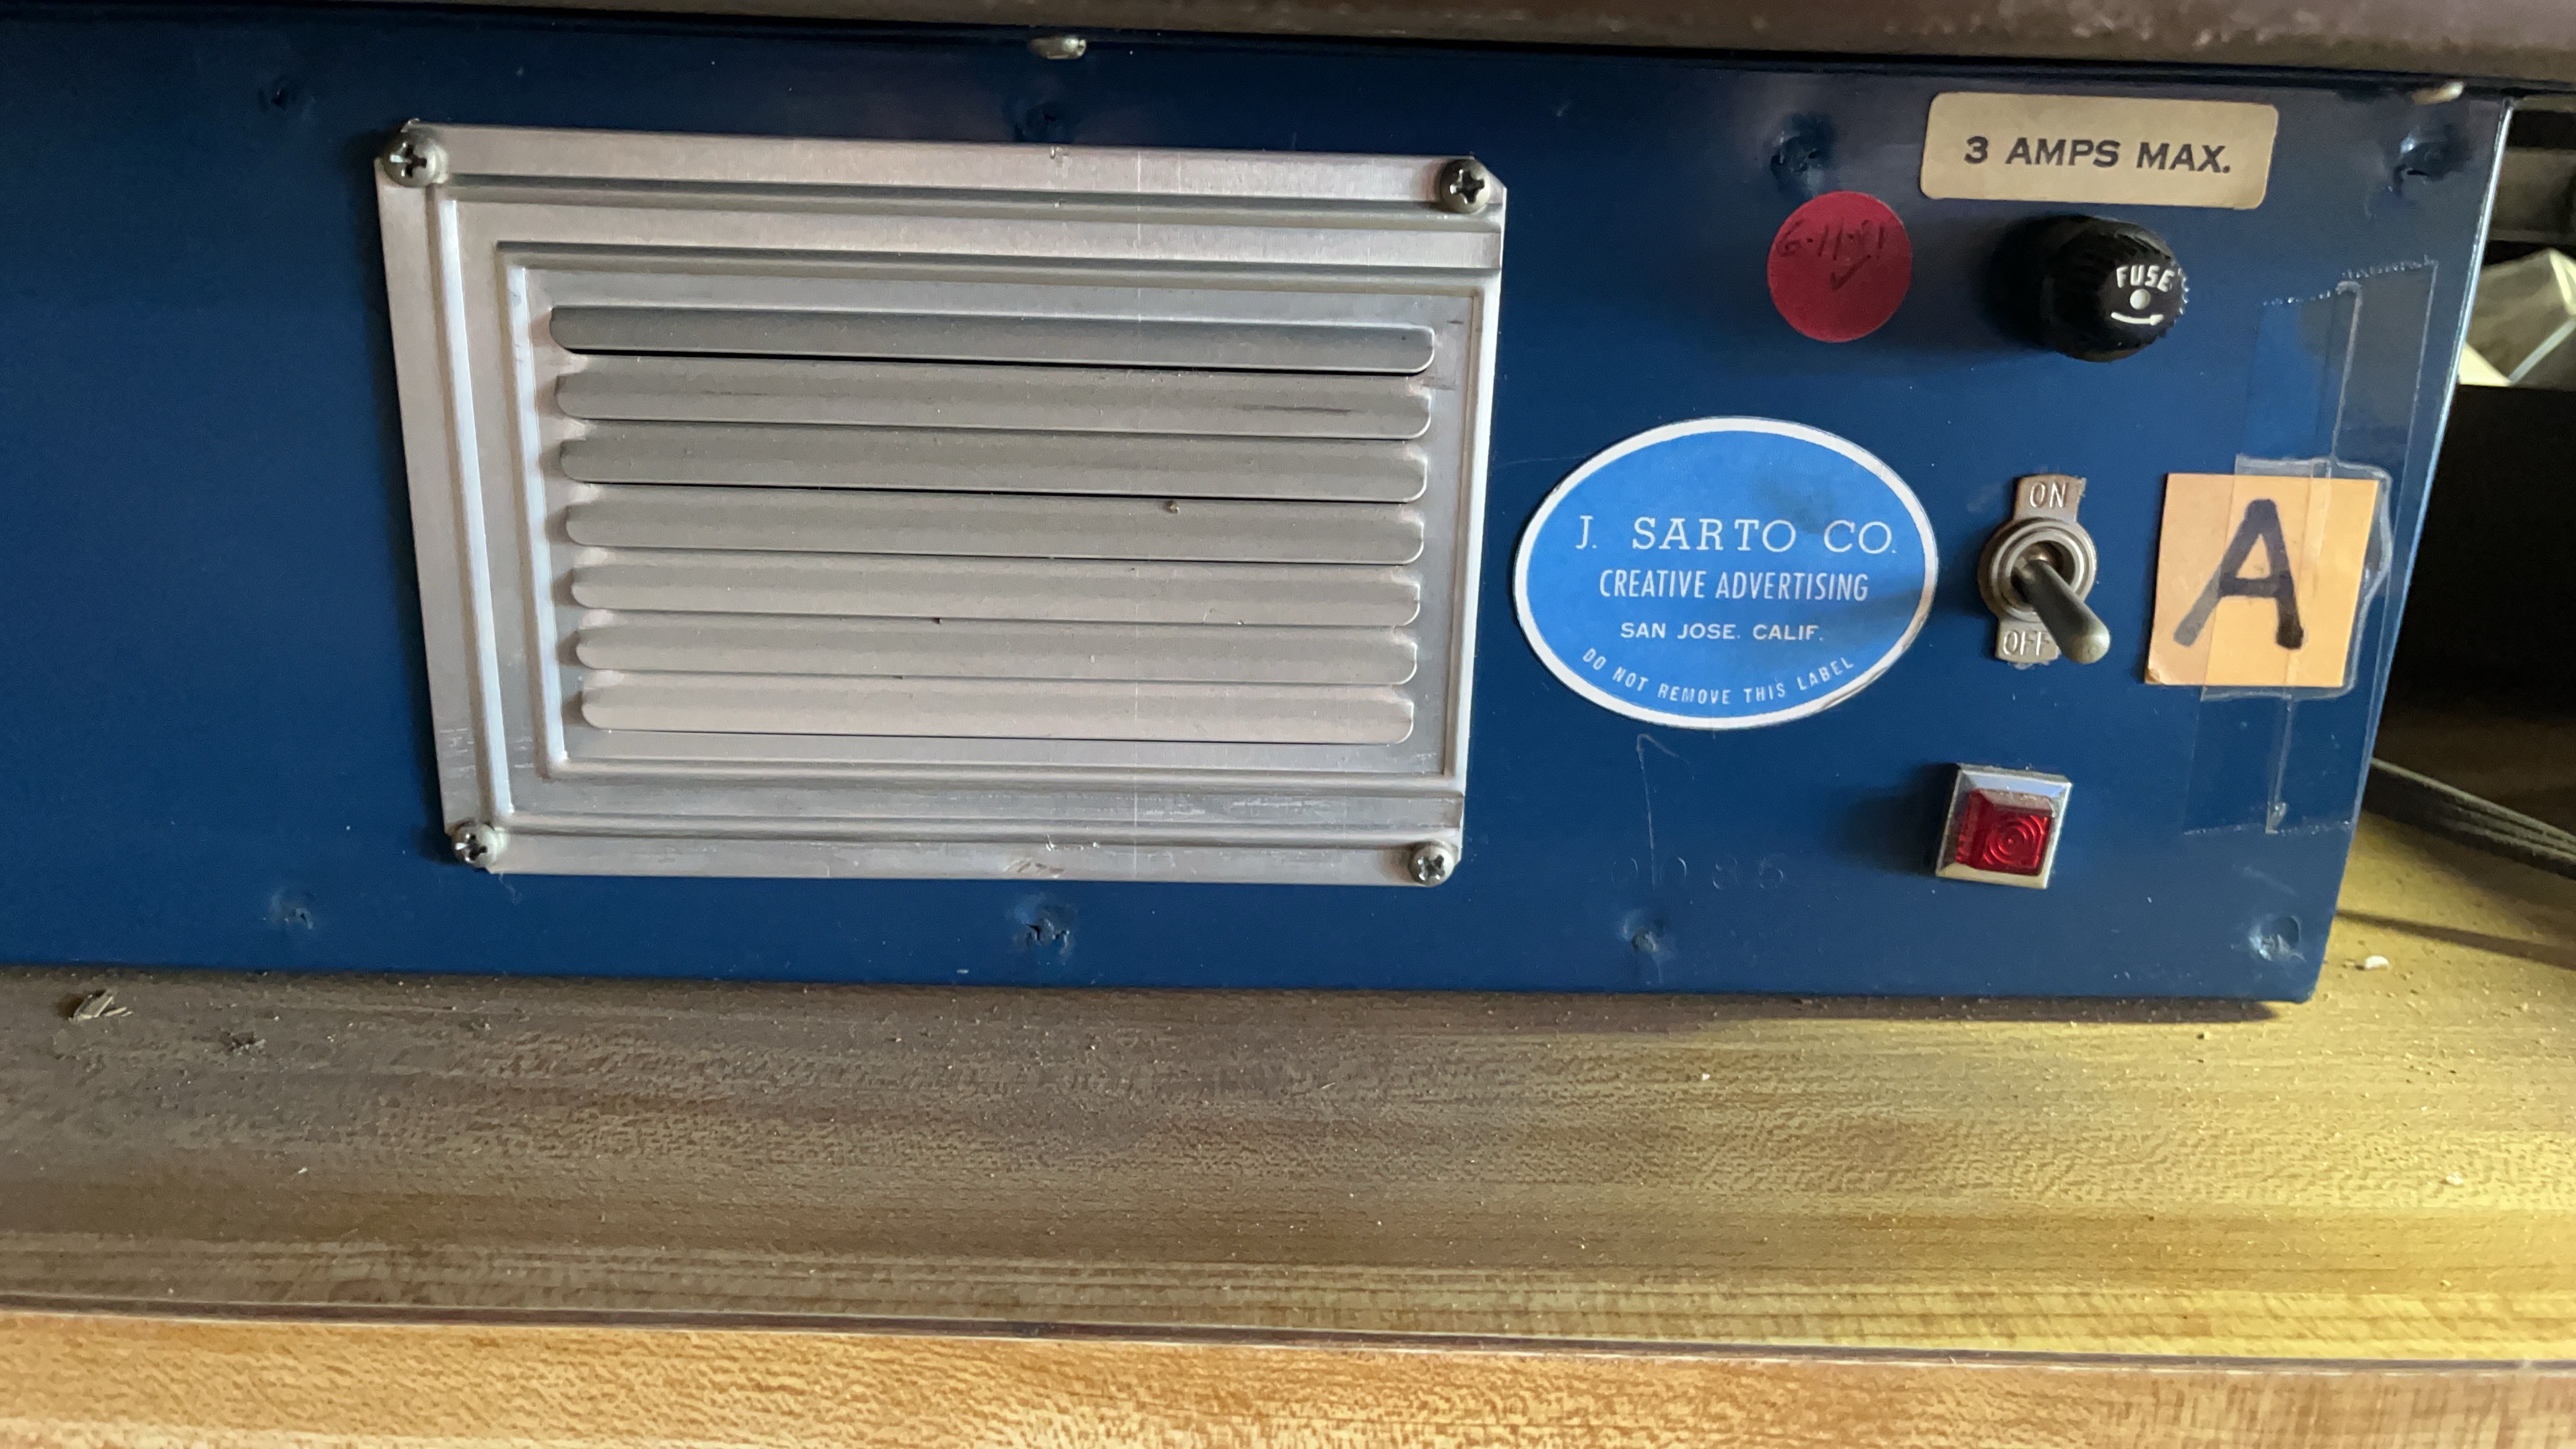 3 AMPS MAX.
FUSE
J. SARTO CO.
CREATIVE ADVERTISING
SAN JOSE. CALIF.
DO NOT REMOVE THIS LABEL
ON
OFF
A